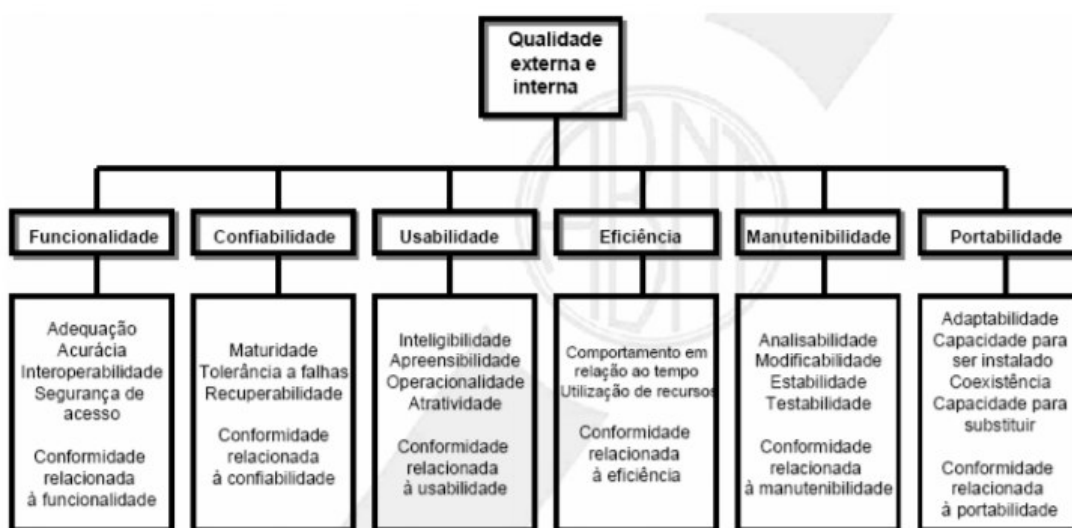 Qualidade
externa e
interna
ABNT
Funcionalidade
Confiabilidade
Usabilidade
Eficiência
Manutenibilidade
Portabilidade
Adequação
Acurácia
Interoperabilidade
Segurança de
acesso
Conformidade
relacionada
à funcionalidade
Maturidade
Tolerância a falhas
Recuperabilidade
Conformidade
relacionada
à confiabilidade
Inteligibilidade
Apreensibilidade
Operacionalidade
Atratividade
Conformidade
relacionada
à usabilidade
Comportamento em
relação ao tempo
Utilização de recursos
Conformidade
relacionada
à eficiência
Analisabilidade
Modificabilidade
Estabilidade
Testabilidade
Conformidade
relacionada
à manutenibilidade
Adaptabilidade
Capacidade para
ser instalado
Coexistência
Capacidade para
substituir
Conformidade
relacionada
à portabilidade